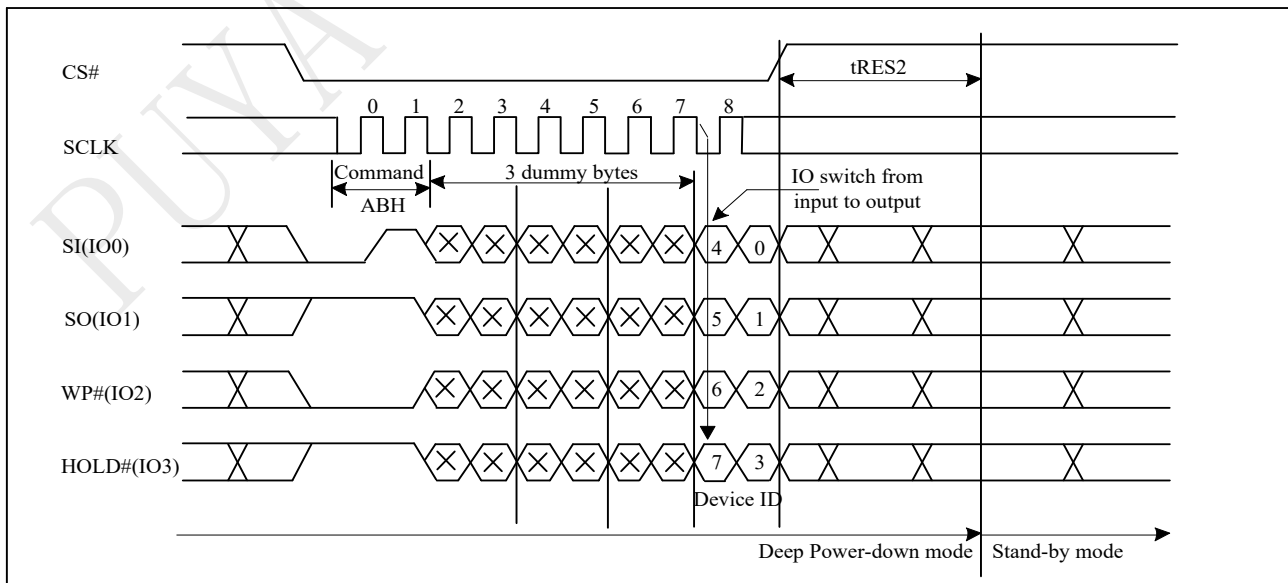 PUYA
CS#
tRES2
0 1 2 3 4 5 6 7 8
SCLK
Command
3 dummy bytes
IO switch from
input to output
ABH
SI(IO0)
4 0
SO(IO1)
5 1
WP#(IO2)
6 2
HOLD#(IO3)
7 3
Device ID
Deep Power-down mode
Stand-by mode